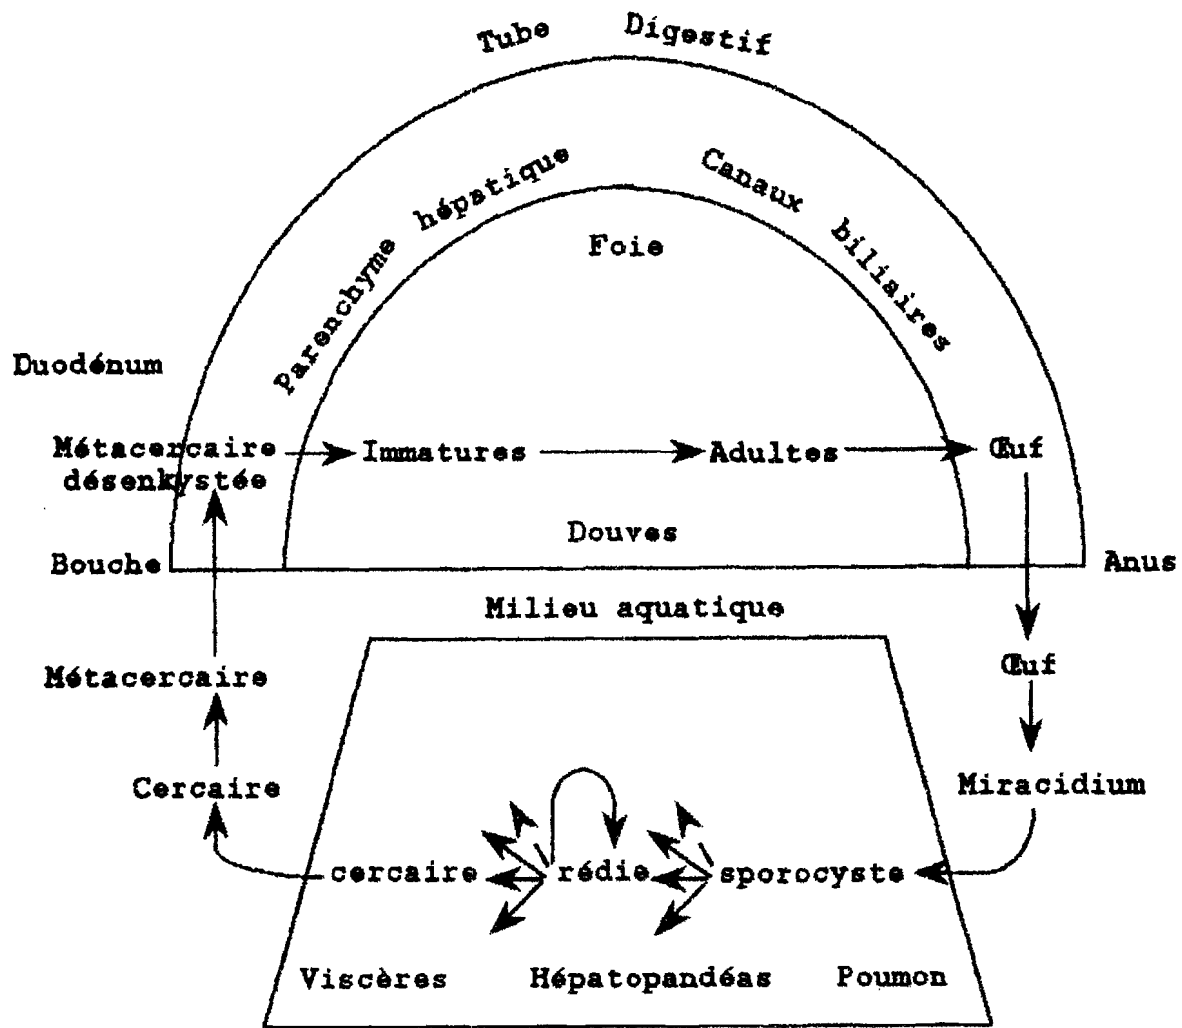 Tube Digestif
Parenchyme hépatique
Canaux biliaires
Foie
Duodénum
Métacercaire
désenkystée
Immatures
Adultes
Œuf
Douves
Bouche
Anus
Milieu aquatique
Métacercaire
Œuf
Cercaire
Miracidium
cercaire
rédie
sporocyste
Viscères
Hépatopandéas
Poumon